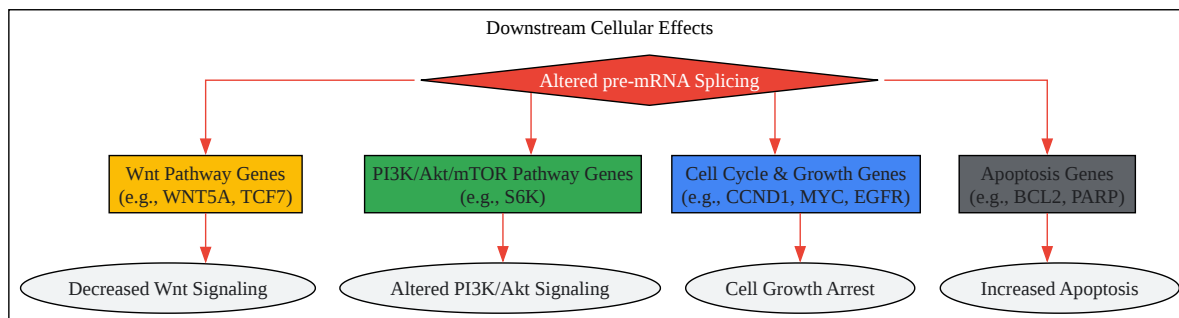 Downstream Cellular Effects
Altered pre-mRNA Splicing
Wnt Pathway Genes
(e.g., WNT5A, TCF7)
PI3K/Akt/mTOR Pathway Genes
(e.g., S6K)
Cell Cycle & Growth Genes
(e.g., CCND1, MYC, EGFR)
Apoptosis Genes
(e.g., BCL2, PARP)
Decreased Wnt Signaling
Altered PI3K/Akt Signaling
Cell Growth Arrest
Increased Apoptosis